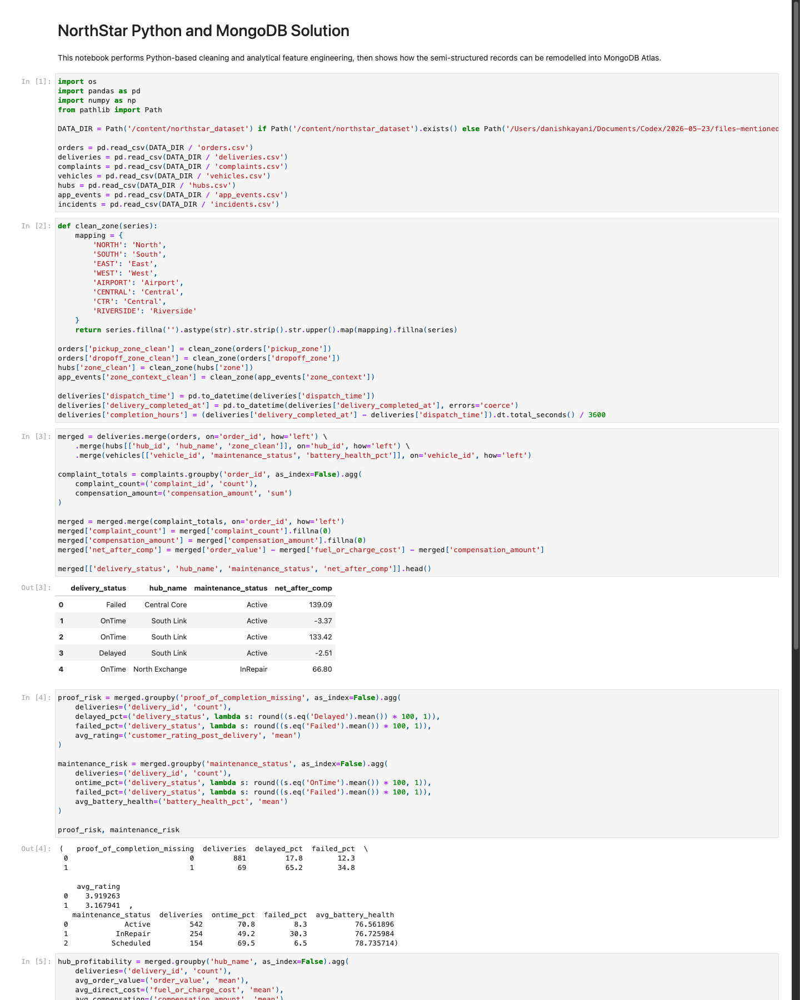 NorthStar Python and MongoDB Solution
This notebook performs Python-based cleaning and analytical feature engineering, then shows how the semi-structured records can be remodelled into MongoDB Atlas.
In [1]:
import os
import pandas as pd
import numpy as np
from pathlib import Path
DATA_DIR = Path('/content/northstar_dataset') if Path('/content/northstar_dataset').exists() else Path('/Users/danishkayani/Documents/Codex/2026-05-23/files-mentioned
orders = pd.read_csv(DATA_DIR / 'orders.csv')
deliveries = pd.read_csv(DATA_DIR / 'deliveries.csv')
complaints = pd.read_csv(DATA_DIR / 'complaints.csv')
vehicles = pd.read_csv(DATA_DIR / 'vehicles.csv')
hubs = pd.read_csv(DATA_DIR / 'hubs.csv')
app_events = pd.read_csv(DATA_DIR / 'app_events.csv')
incidents = pd.read_csv(DATA_DIR / 'incidents.csv')
In [2]:
def clean_zone(series):
    mapping = {
        'NORTH': 'North',
        'SOUTH': 'South',
        'EAST': 'East',
        'WEST': 'West',
        'AIRPORT': 'Airport',
        'CENTRAL': 'Central',
        'CTR': 'Central',
        'RIVERSIDE': 'Riverside'
    }
    return series.fillna('').astype(str).str.strip().str.upper().map(mapping).fillna(series)
orders['pickup_zone_clean'] = clean_zone(orders['pickup_zone'])
orders['dropoff_zone_clean'] = clean_zone(orders['dropoff_zone'])
hubs['zone_clean'] = clean_zone(hubs['zone'])
app_events['zone_context_clean'] = clean_zone(app_events['zone_context'])
deliveries['dispatch_time'] = pd.to_datetime(deliveries['dispatch_time'])
deliveries['delivery_completed_at'] = pd.to_datetime(deliveries['delivery_completed_at'], errors='coerce')
deliveries['completion_hours'] = (deliveries['delivery_completed_at'] - deliveries['dispatch_time']).dt.total_seconds() / 3600
In [3]:
merged = deliveries.merge(orders, on='order_id', how='left') \
    .merge(hubs[['hub_id', 'hub_name', 'zone_clean']], on='hub_id', how='left') \
    .merge(vehicles[['vehicle_id', 'maintenance_status', 'battery_health_pct']], on='vehicle_id', how='left')
complaint_totals = complaints.groupby('order_id', as_index=False).agg(
    complaint_count=('complaint_id', 'count'),
    compensation_amount=('compensation_amount', 'sum')
)
merged = merged.merge(complaint_totals, on='order_id', how='left')
merged['complaint_count'] = merged['complaint_count'].fillna(0)
merged['compensation_amount'] = merged['compensation_amount'].fillna(0)
merged['net_after_comp'] = merged['order_value'] - merged['fuel_or_charge_cost'] - merged['compensation_amount']
merged[['delivery_status', 'hub_name', 'maintenance_status', 'net_after_comp']].head()
Out[3]:
delivery_status hub_name maintenance_status net_after_comp
0 Failed Central Core Active 139.09
1 OnTime South Link Active -3.37
2 OnTime South Link Active 133.42
3 Delayed South Link Active -2.51
4 OnTime North Exchange InRepair 66.80
In [4]:
proof_risk = merged.groupby('proof_of_completion_missing', as_index=False).agg(
    deliveries=('delivery_id', 'count'),
    delayed_pct=('delivery_status', lambda s: round((s.eq('Delayed').mean()) * 100, 1)),
    failed_pct=('delivery_status', lambda s: round((s.eq('Failed').mean()) * 100, 1)),
    avg_rating=('customer_rating_post_delivery', 'mean')
)
maintenance_risk = merged.groupby('maintenance_status', as_index=False).agg(
    deliveries=('delivery_id', 'count'),
    ontime_pct=('delivery_status', lambda s: round((s.eq('OnTime').mean()) * 100, 1)),
    failed_pct=('delivery_status', lambda s: round((s.eq('Failed').mean()) * 100, 1)),
    avg_battery_health=('battery_health_pct', 'mean')
)
proof_risk, maintenance_risk
Out[4]:
( proof_of_completion_missing deliveries delayed_pct failed_pct \
0 0 881 17.8 12.3
1 1 69 65.2 34.8
avg_rating
0 3.919263
1 3.167941 ,
maintenance_status deliveries ontime_pct failed_pct avg_battery_health
0 Active 542 70.8 8.3 76.561896
1 InRepair 254 49.2 30.3 76.725984
2 Scheduled 154 69.5 6.5 78.735714)
In [5]:
hub_profitability = merged.groupby('hub_name', as_index=False).agg(
    deliveries=('delivery_id', 'count'),
    avg_order_value=('order_value', 'mean'),
    avg_direct_cost=('fuel_or_charge_cost', 'mean'),
    avg_compensation=('compensation_amount', 'mean'),